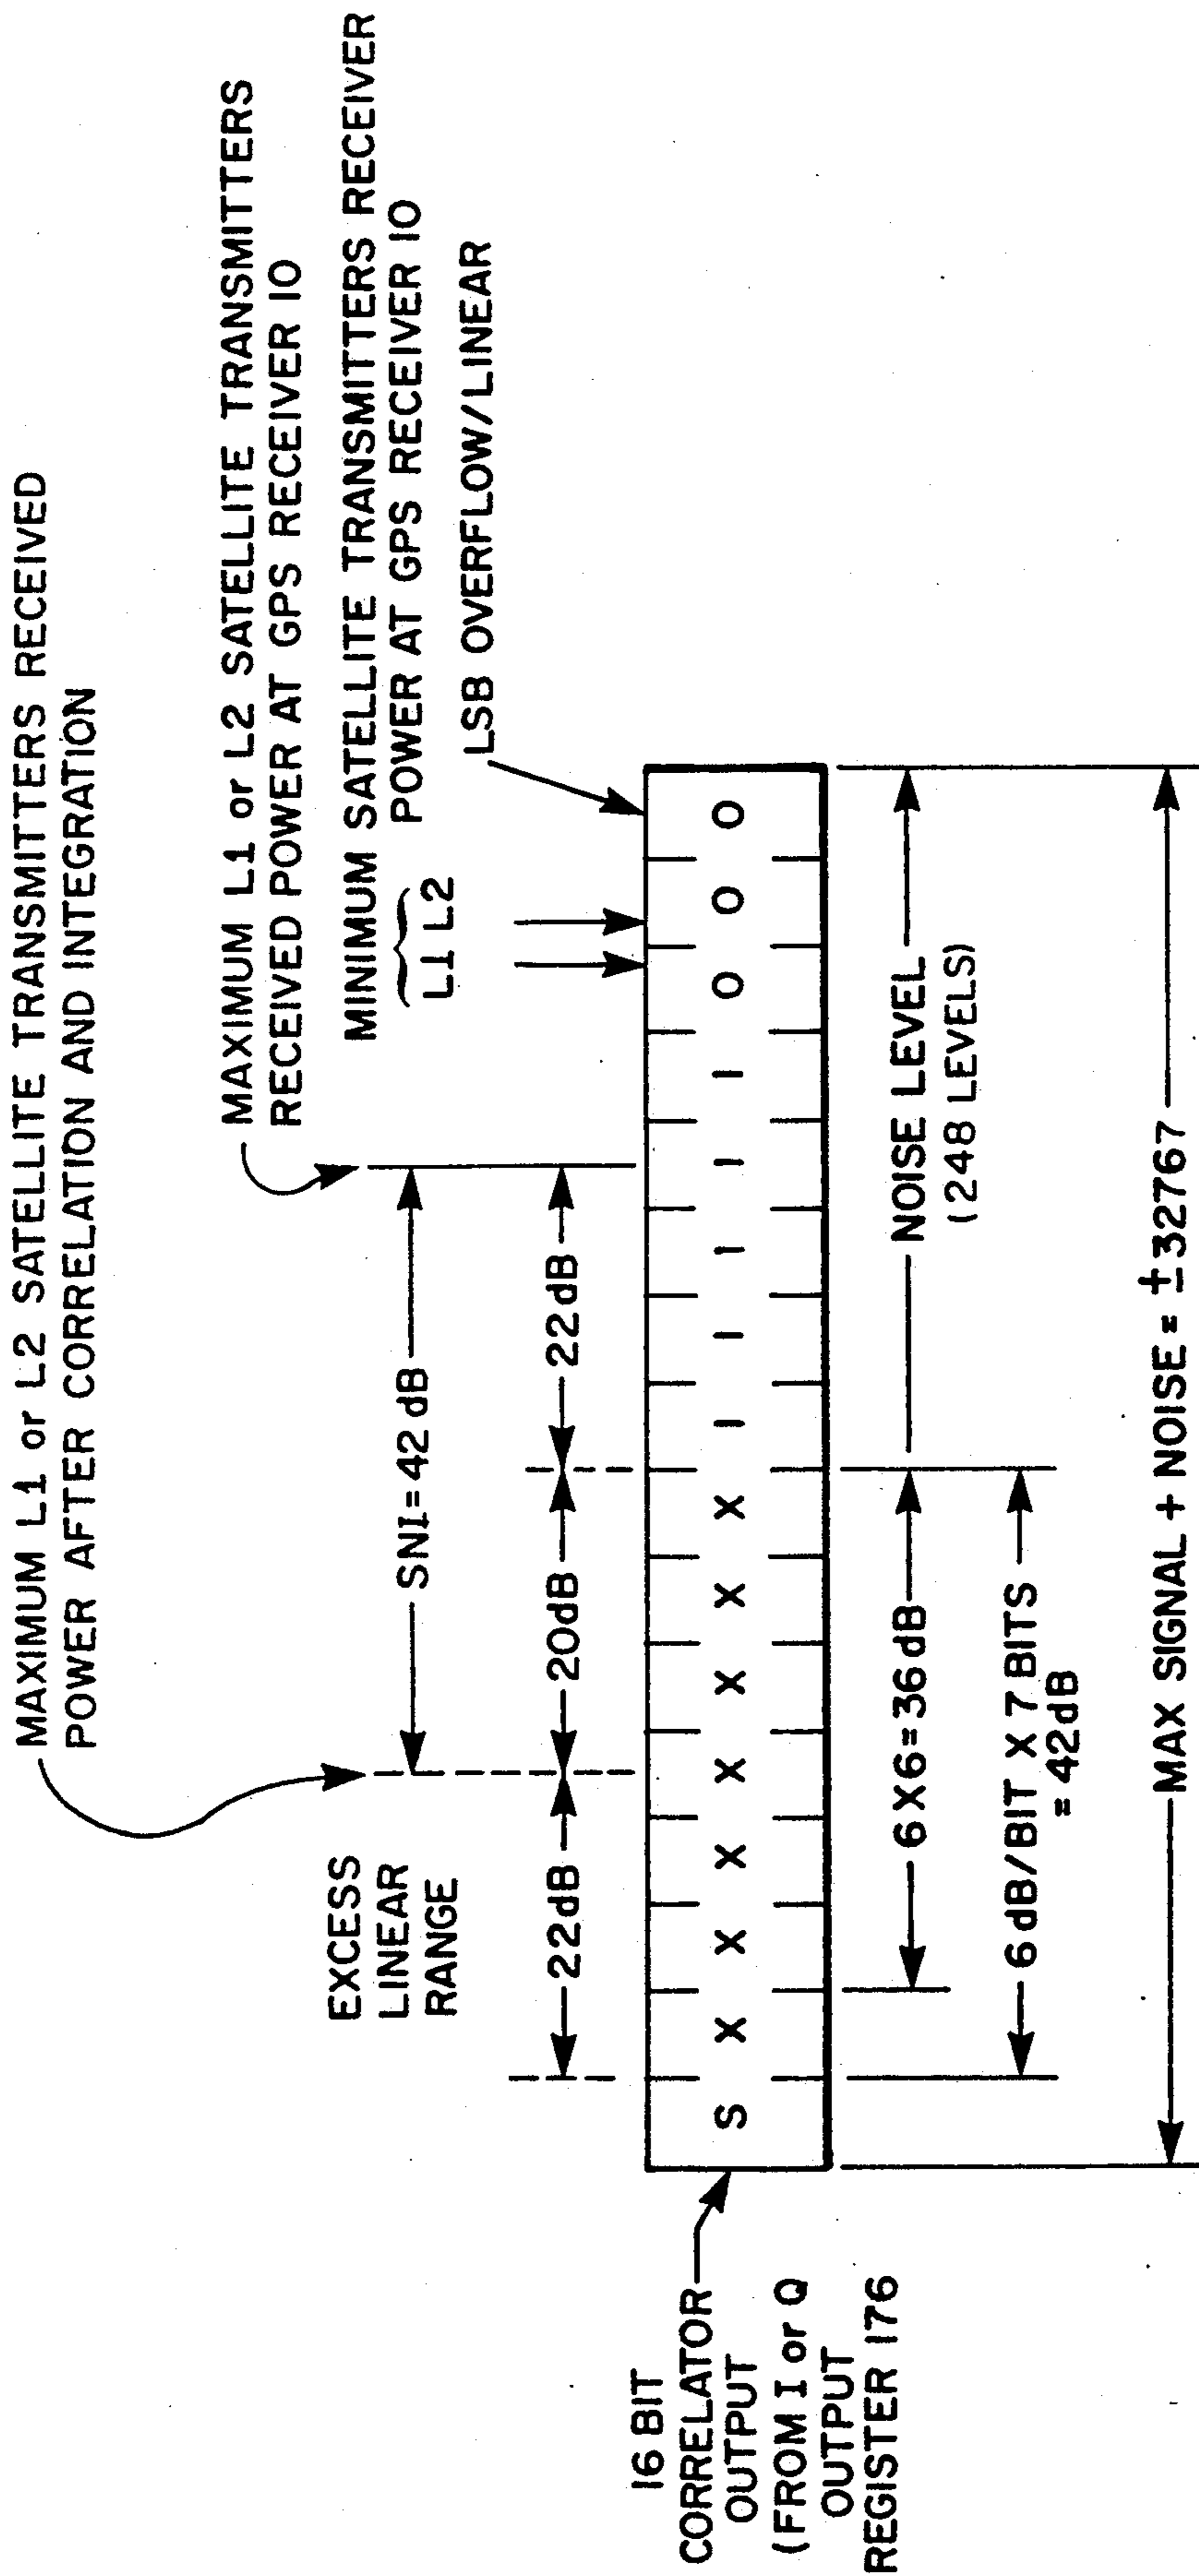 MAXIMUM L1 or L2 SATELLITE TRANSMITTERS RECEIVED
POWER AFTER CORRELATION AND INTEGRATION
MAXIMUM L1 or L2 SATELLITE TRANSMITTERS
RECEIVED POWER AT GPS RECEIVER 10
MINIMUM SATELLITE TRANSMITTERS RECEIVER
POWER AT GPS RECEIVER 10
L1 L2
LSB OVERFLOW/LINEAR
EXCESS
LINEAR
RANGE
SNI=42 dB
22dB
20dB
22dB
16 BIT
CORRELATOR
OUTPUT
(FROM I or Q
OUTPUT
REGISTER 176
S X X X X X X X 1 1 1 1 1 0 0 0
6 X 6 = 36 dB
NOISE LEVEL
(248 LEVELS)
6 dB/BIT X 7 BITS
= 42dB
MAX SIGNAL + NOISE = ±32767